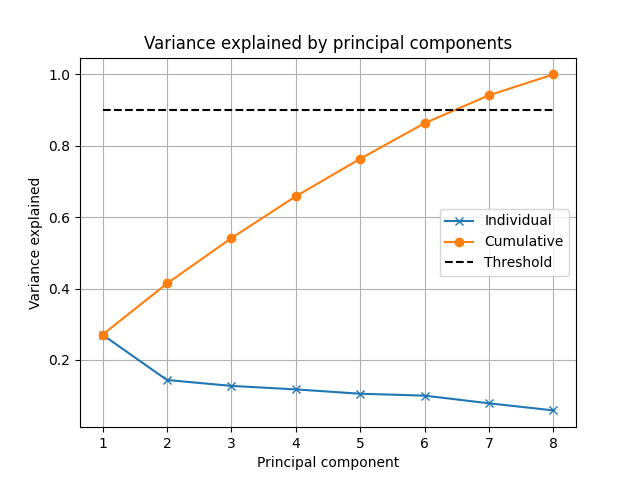 Variance explained by principal components
Variance explained
1.0
0.8
0.6
0.4
0.2
Individual
Cumulative
Threshold
1 2 3 4 5 6 7 8
Principal component